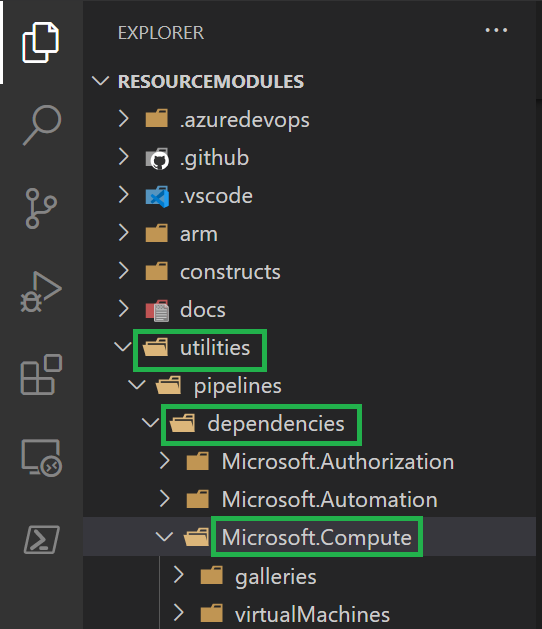 EXPLORER
RESOURCEMODULES
.azuredevops
.github
.vscode
arm
constructs
docs
utilities
pipelines
dependencies
Microsoft.Authorization
Microsoft.Automation
Microsoft.Compute
galleries
virtualMachines